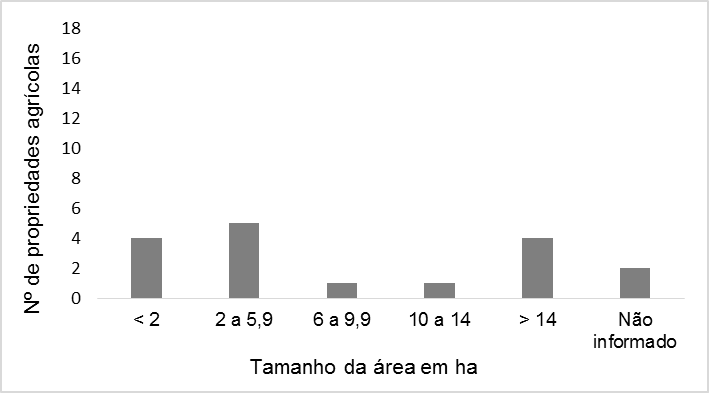 Nº de propriedades agrícolas
18
16
14
12
10
8
6
4
2
0
< 2
2 a 5,9
6 a 9,9
10 a 14
> 14
Não
informado
Tamanho da área em ha